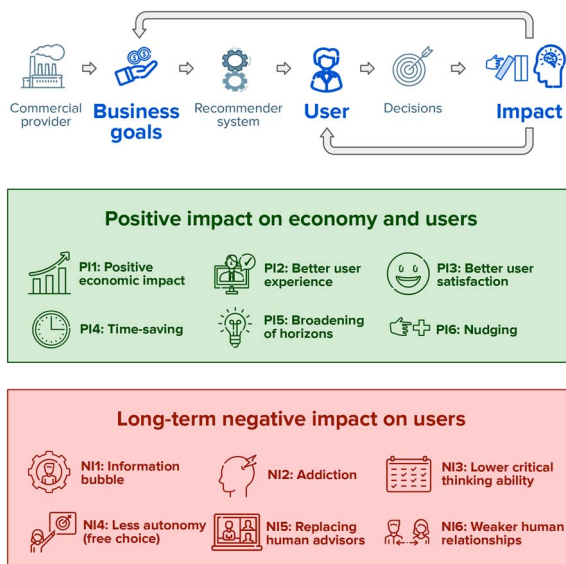 Commercial
provider
Business
goals
Recommender
system
User
Decisions
Impact
Positive impact on economy and users
PI1: Positive
economic impact
PI2: Better user
experience
PI3: Better user
satisfaction
PI4: Time-saving
PI5: Broadening
of horizons
PI6: Nudging
Long-term negative impact on users
NI1: Information
bubble
NI2: Addiction
NI3: Lower critical
thinking ability
NI4: Less autonomy
(free choice)
NI5: Replacing
human advisors
NI6: Weaker human
relationships